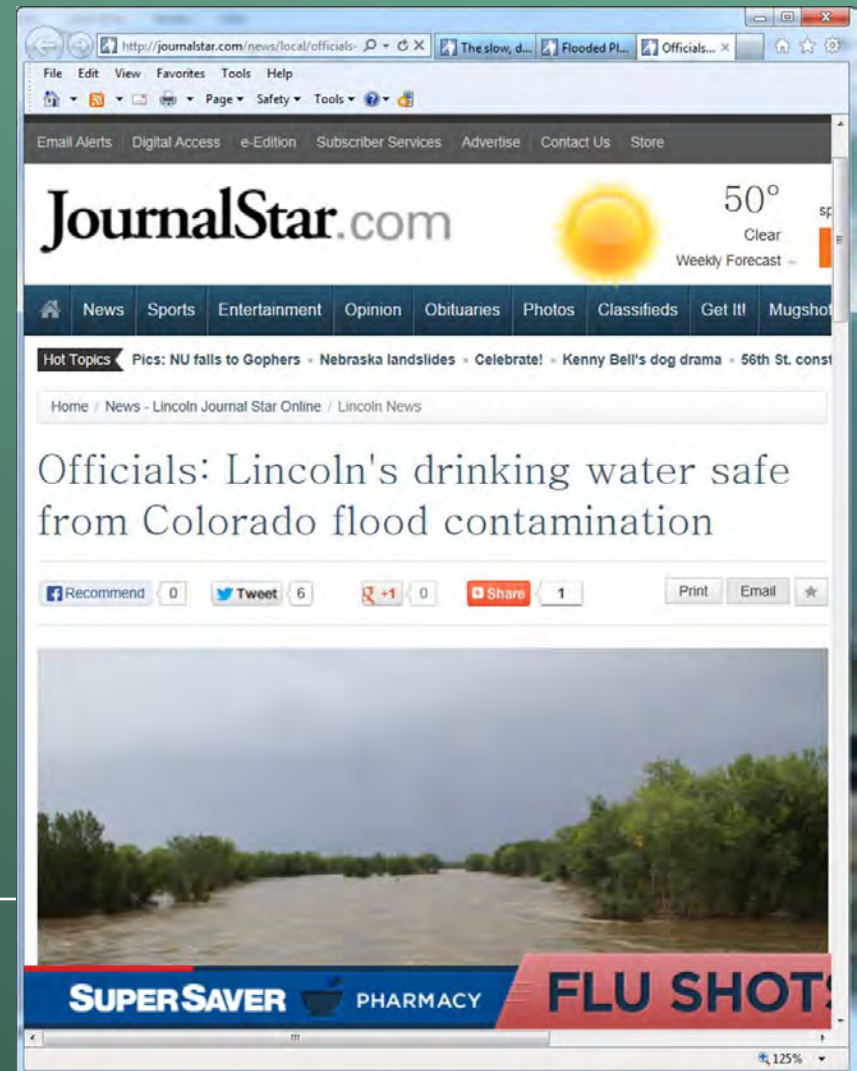 http://journalstar.com/news/local/officials-
The slow, d...
Flooded Pl...
Officials...
File Edit View Favorites Tools Help
Page Safety Tools
Email Alerts Digital Access e-Edition Subscriber Services Advertise Contact Us Store
JournalStar.com
50°
Clear
Weekly Forecast
News Sports Entertainment Opinion Obituaries Photos Classifieds Get It! Mugshot
Hot Topics Pics: NU falls to Gophers Nebraska landslides Celebrate! Kenny Bell's dog drama 56th St. const
Home / News - Lincoln Journal Star Online / Lincoln News
Officials: Lincoln's drinking water safe
from Colorado flood contamination
Recommend 0 Tweet 6 +1 0 Share 1 Print Email
SUPER SAVER PHARMACY FLU SHOTS
125%